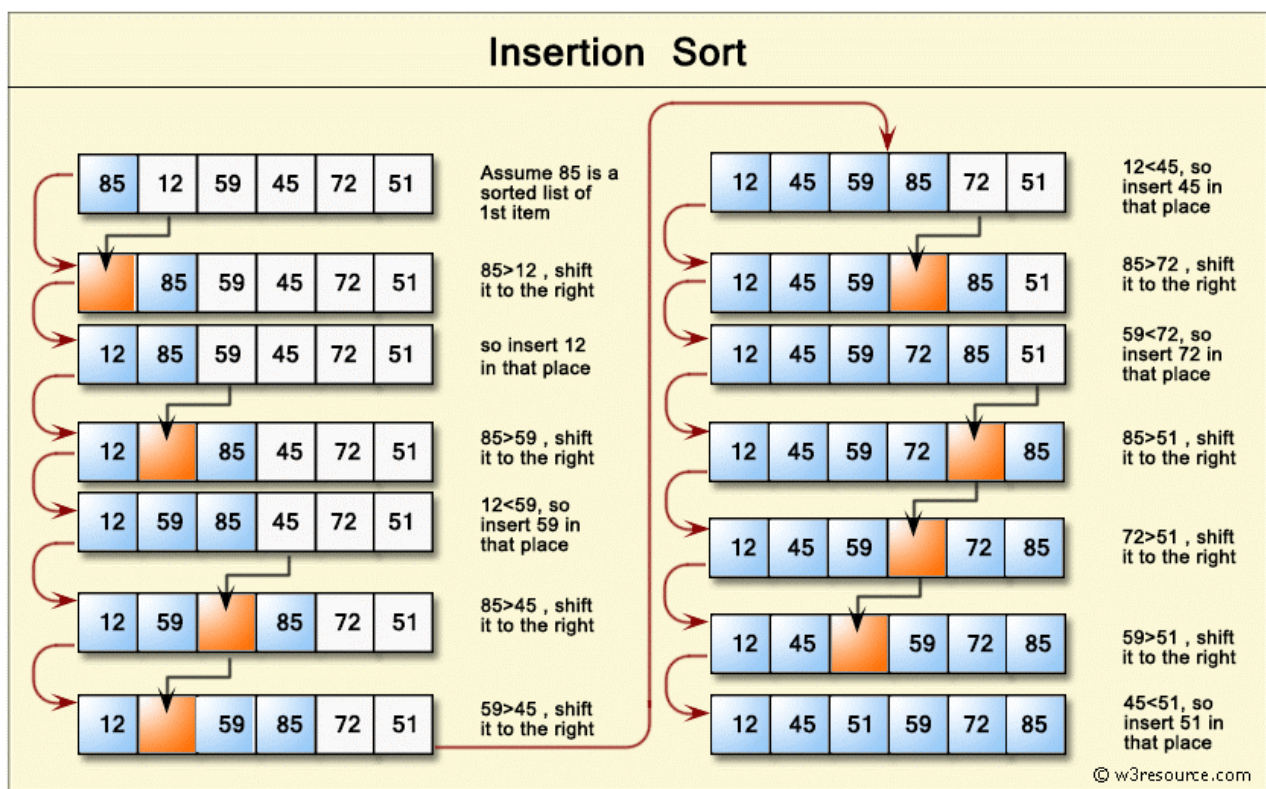 Insertion Sort
85 12 59 45 72 51
Assume 85 is a
sorted list of
1st item
85 59 45 72 51
85>12 , shift
it to the right
12 85 59 45 72 51
so insert 12
in that place
12 85 45 72 51
85>59 , shift
it to the right
12 59 85 45 72 51
12<59, so
insert 59 in
that place
12 59 85 72 51
85>45 , shift
it to the right
12 59 85 72 51
59>45 , shift
it to the right
12 45 59 85 72 51
12<45, so
insert 45 in
that place
12 45 59 85 51
85>72 , shift
it to the right
12 45 59 72 85 51
59<72, so
insert 72 in
that place
12 45 59 72 85
85>51 , shift
it to the right
12 45 59 72 85
72>51 , shift
it to the right
12 45 59 72 85
59>51 , shift
it to the right
12 45 51 59 72 85
45<51, so
insert 51 in
that place
© w3resource.com